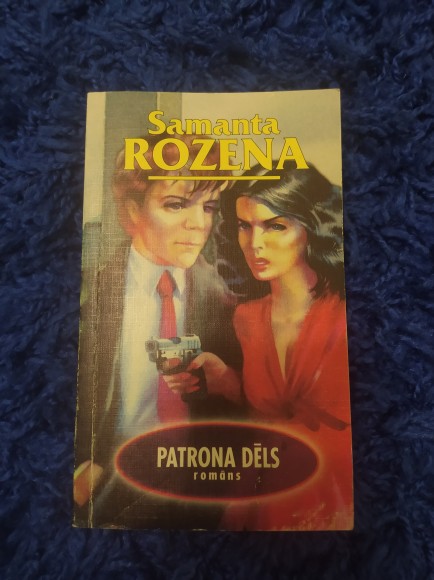 Samanta
ROZENA
PATRONA DĒLS
romāns